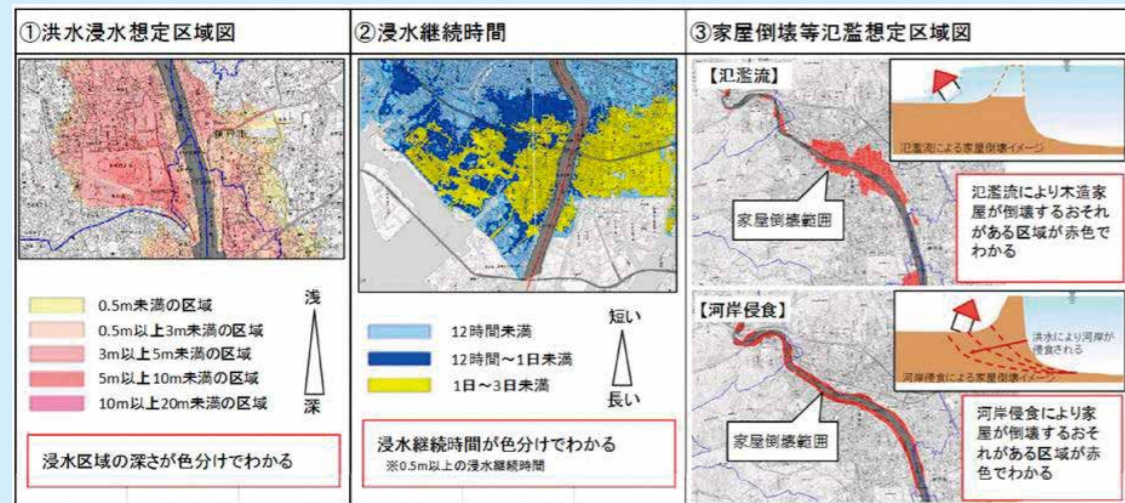 ①洪水浸水想定区域図
0.5m未満の区域
0.5m以上3m未満の区域
3m以上5m未満の区域
5m以上10m未満の区域
10m以上20m未満の区域
浅
深
浸水区域の深さが色分けでわかる
②浸水継続時間
12時間未満
12時間～1日未満
1日～3日未満
短い
長い
浸水継続時間が色分けでわかる
※0.5m以上の浸水継続時間
③家屋倒壊等氾濫想定区域図
【氾濫流】
氾濫流による家屋倒壊イメージ
家屋倒壊範囲
氾濫流により木造家
屋が倒壊するおそれ
がある区域が赤色で
わかる
【河岸侵食】
洪水により河岸が
侵食される
河岸侵食による家屋倒壊イメージ
家屋倒壊範囲
河岸侵食により家
屋が倒壊するおそ
れがある区域が赤
色でわかる